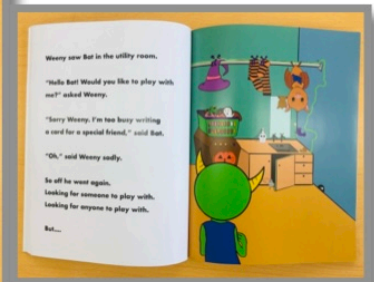 Weeny saw Bat in the utility room.
"Hello Bat! Would you like to play with
me?" asked Weeny.
"Sorry Weeny. I'm too busy writing
a card for a special friend," said Bat.
"Oh," said Weeny sadly.
So off he went again.
Looking for someone to play with.
Looking for anyone to play with.
But....